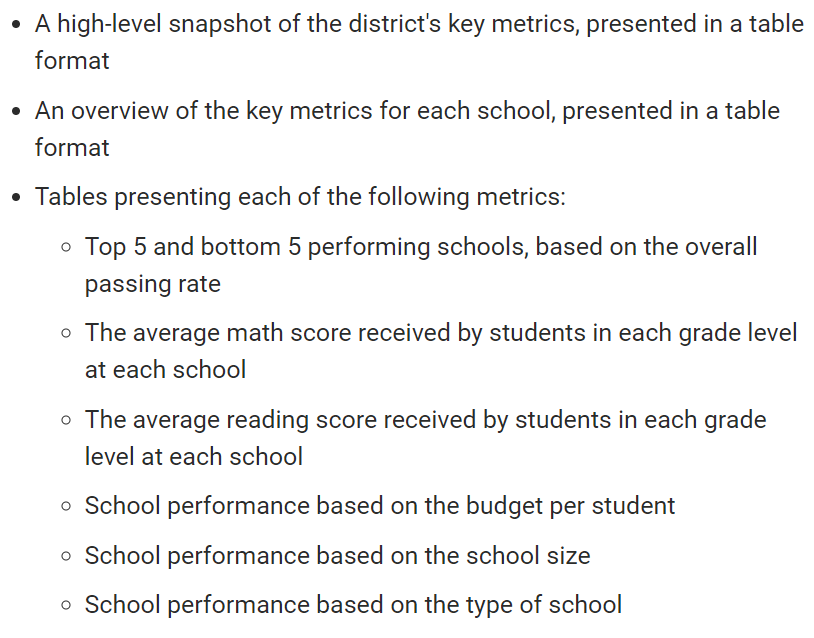 • A high-level snapshot of the district's key metrics, presented in a table
format
• An overview of the key metrics for each school, presented in a table
format
• Tables presenting each of the following metrics:
◦ Top 5 and bottom 5 performing schools, based on the overall
passing rate
◦ The average math score received by students in each grade level
at each school
◦ The average reading score received by students in each grade
level at each school
◦ School performance based on the budget per student
◦ School performance based on the school size
◦ School performance based on the type of school